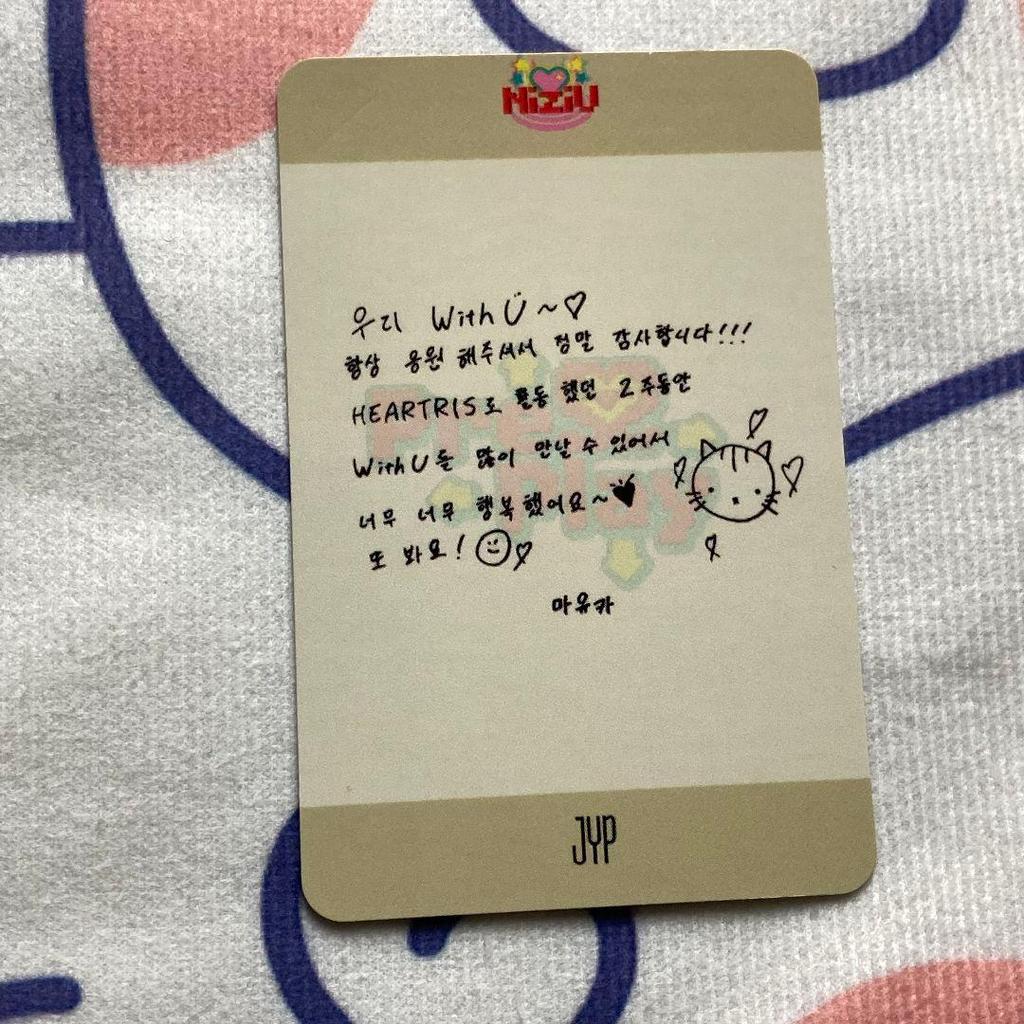 NiziU
우리 WithU~♡
항상 응원 해주셔서 정말 감사합니다!!!
HEARTRIS로 활동 했던 2주동안
WithU를 많이 만날 수 있어서
너무 너무 행복했어요~♥
또 봐요! ☺♡
마유카
Press Play
JYP